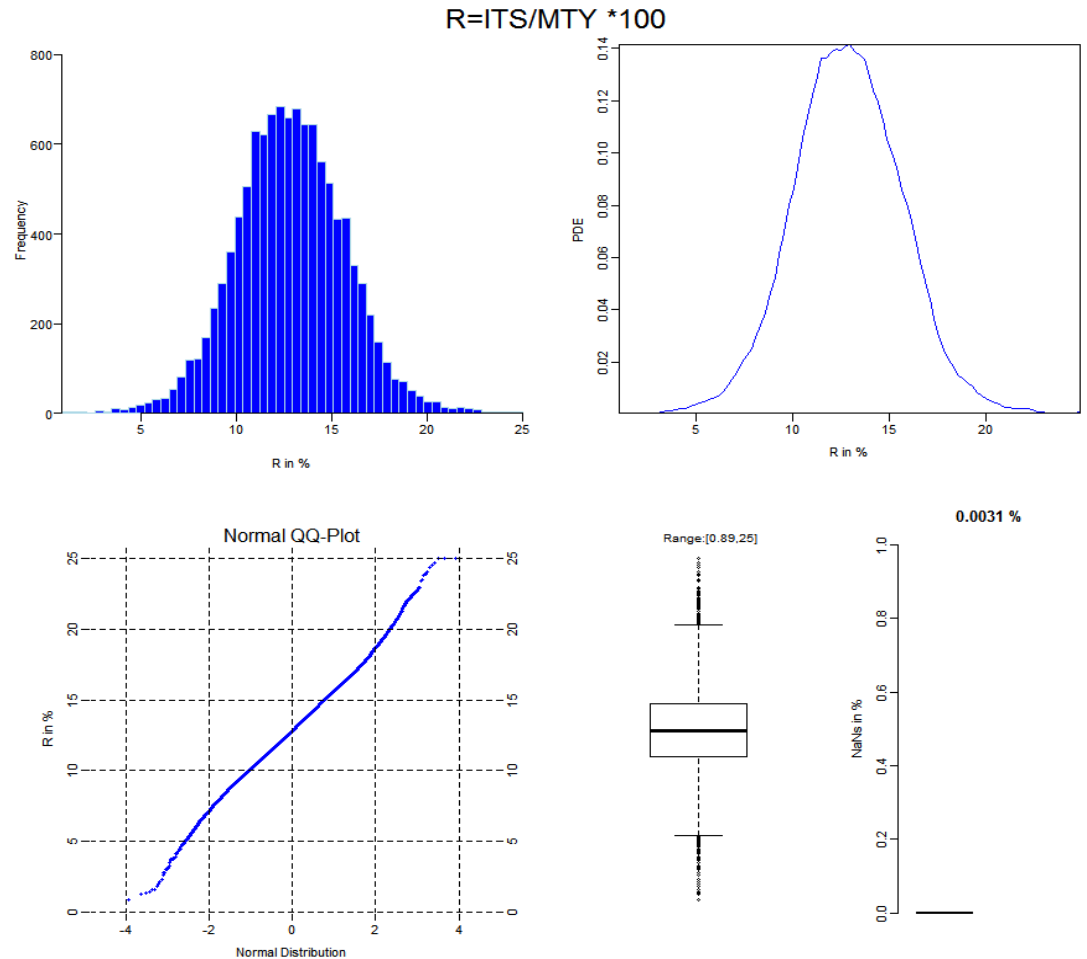 R=ITS/MTY *100
800
600
400
200
0
Frequency
5 10 15 20 25
R in %
0.14
0.12
0.10
0.08
0.06
0.04
0.02
PDE
5 10 15 20
R in %
Normal QQ-Plot
25 25
20 20
15 15
10 10
5 5
0 0
R in %
-4 -2 0 2 4
Normal Distribution
Range:[0.89,25]
0.0031 %
1.0
0.8
0.6
0.4
0.2
0.0
NaNs in %